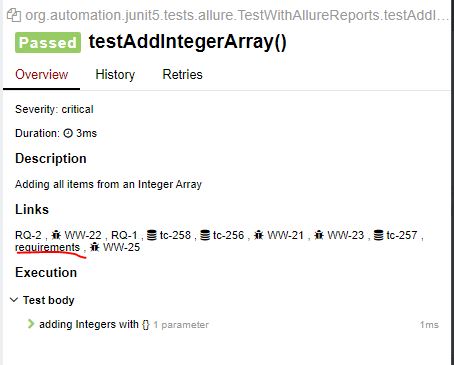 org.automation.junit5.tests.allure.TestWithAllureReports.testAddI...
Passed testAddIntegerArray()
Overview History Retries
Severity: critical
Duration: 3ms
Description
Adding all items from an Integer Array
Links
RQ-2 , WW-22 , RQ-1 , tc-258 , tc-256 , WW-21 , WW-23 , tc-257 ,
requirements , WW-25
Execution
Test body
adding Integers with {} 1 parameter 1ms